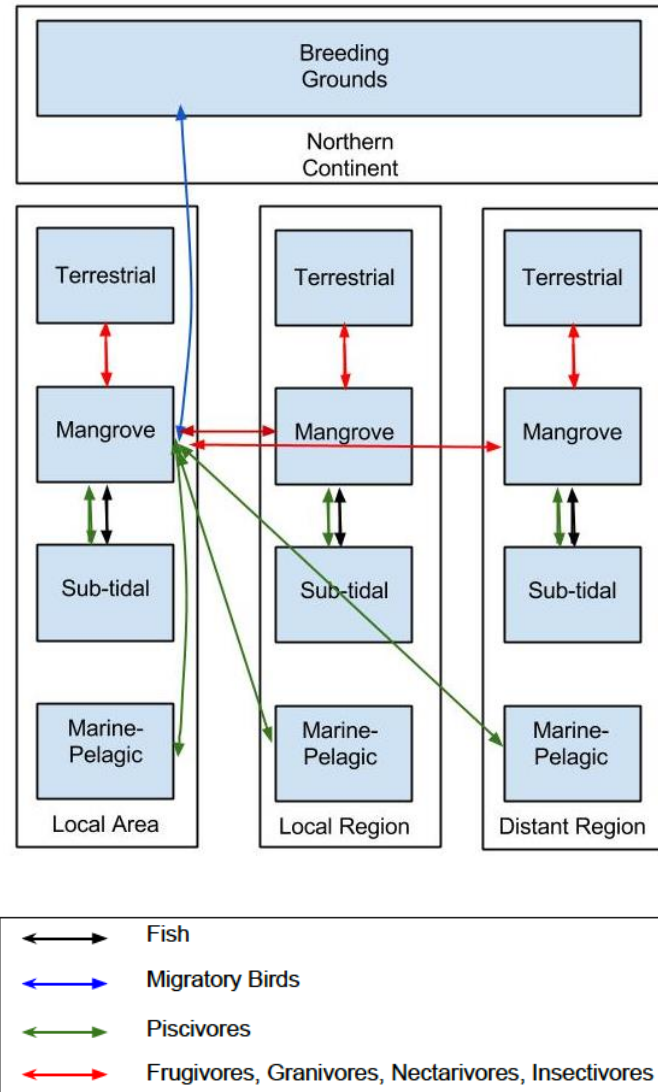 Breeding
Grounds
Northern
Continent
Terrestrial
Mangrove
Sub-tidal
Marine-
Pelagic
Local Area
Terrestrial
Mangrove
Sub-tidal
Marine-
Pelagic
Local Region
Terrestrial
Mangrove
Sub-tidal
Marine-
Pelagic
Distant Region
Fish
Migratory Birds
Piscivores
Frugivores, Granivores, Nectarivores, Insectivores